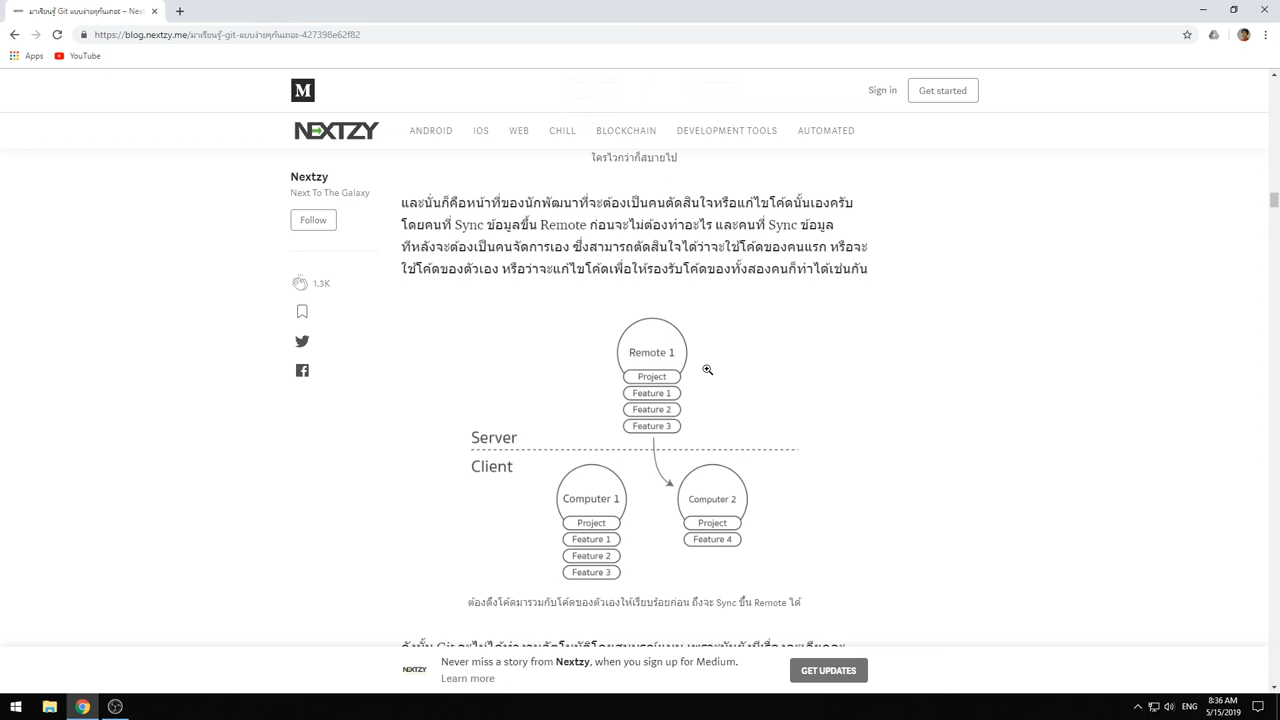 มาเรียนรู้ Git แบบง่ายๆกันเถอะ – Nex
https://blog.nextzy.me/มาเรียนรู้-git-แบบง่ายๆกันเถอะ-427398e62f82
Apps
YouTube
M
Sign in
Get started
NEXTZY
ANDROID
IOS
WEB
CHILL
BLOCKCHAIN
DEVELOPMENT TOOLS
AUTOMATED
ใครไวกว่าก็สบายไป
Nextzy
Next To The Galaxy
Follow
1.3K
และนั่นก็คือหน้าที่ของนักพัฒนาที่จะต้องเป็นคนตัดสินใจหรือแก้ไขโค้ดนั้นเองครับ
โดยคนที่ Sync ข้อมูลขึ้น Remote ก่อนจะไม่ต้องทำอะไร และคนที่ Sync ข้อมูล
ทีหลังจะต้องเป็นคนจัดการเอง ซึ่งสามารถตัดสินใจได้ว่าจะใช้โค้ดของคนแรก หรือจะ
ใช้โค้ดของตัวเอง หรือว่าจะแก้ไขโค้ดเพื่อให้รองรับโค้ดของทั้งสองคนก็ทำได้เช่นกัน
Remote 1
Project
Feature 1
Feature 2
Feature 3
Server
Client
Computer 1
Project
Feature 1
Feature 2
Feature 3
Computer 2
Project
Feature 4
ต้องดึงโค้ดมารวมกับโค้ดของตัวเองให้เรียบร้อยก่อน ถึงจะ Sync ขึ้น Remote ได้
NEXTZY
Never miss a story from Nextzy, when you sign up for Medium.
Learn more
GET UPDATES
ENG
8:36 AM
5/15/2019